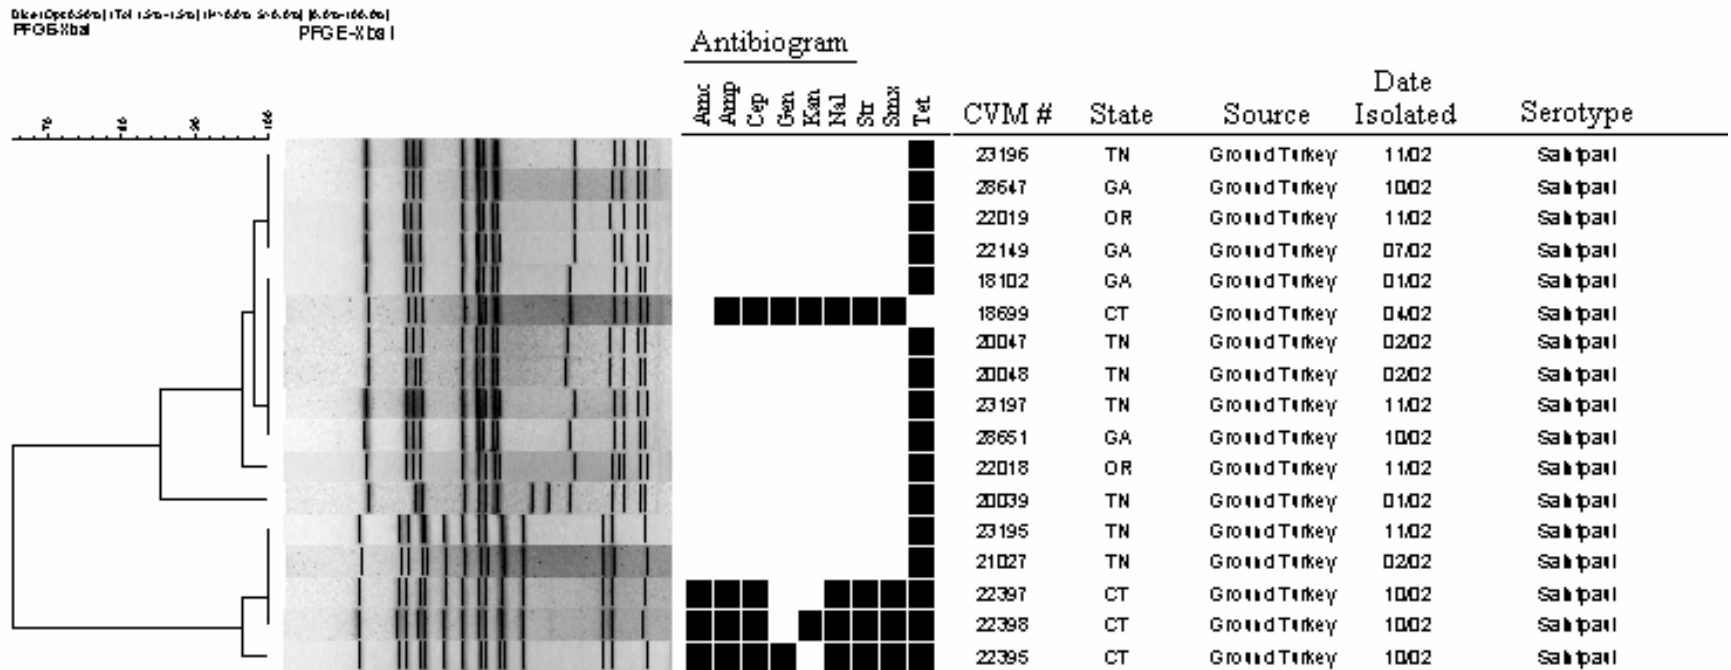 PFGE-XbaI
PFGE-XbaI
Antibiogram
Amc Amp Cep Gen Kan Nal Str Smx Tet
CVM # State Source Date Isolated Serotype
23196 TN Ground Turkey 11/02 Saintpaul
28647 GA Ground Turkey 10/02 Saintpaul
22019 OR Ground Turkey 11/02 Saintpaul
22149 GA Ground Turkey 07/02 Saintpaul
18102 GA Ground Turkey 01/02 Saintpaul
18699 CT Ground Turkey 04/02 Saintpaul
20047 TN Ground Turkey 02/02 Saintpaul
20048 TN Ground Turkey 02/02 Saintpaul
23197 TN Ground Turkey 11/02 Saintpaul
28651 GA Ground Turkey 10/02 Saintpaul
22018 OR Ground Turkey 11/02 Saintpaul
20039 TN Ground Turkey 01/02 Saintpaul
23195 TN Ground Turkey 11/02 Saintpaul
21027 TN Ground Turkey 02/02 Saintpaul
22397 CT Ground Turkey 10/02 Saintpaul
22398 CT Ground Turkey 10/02 Saintpaul
22395 CT Ground Turkey 10/02 Saintpaul